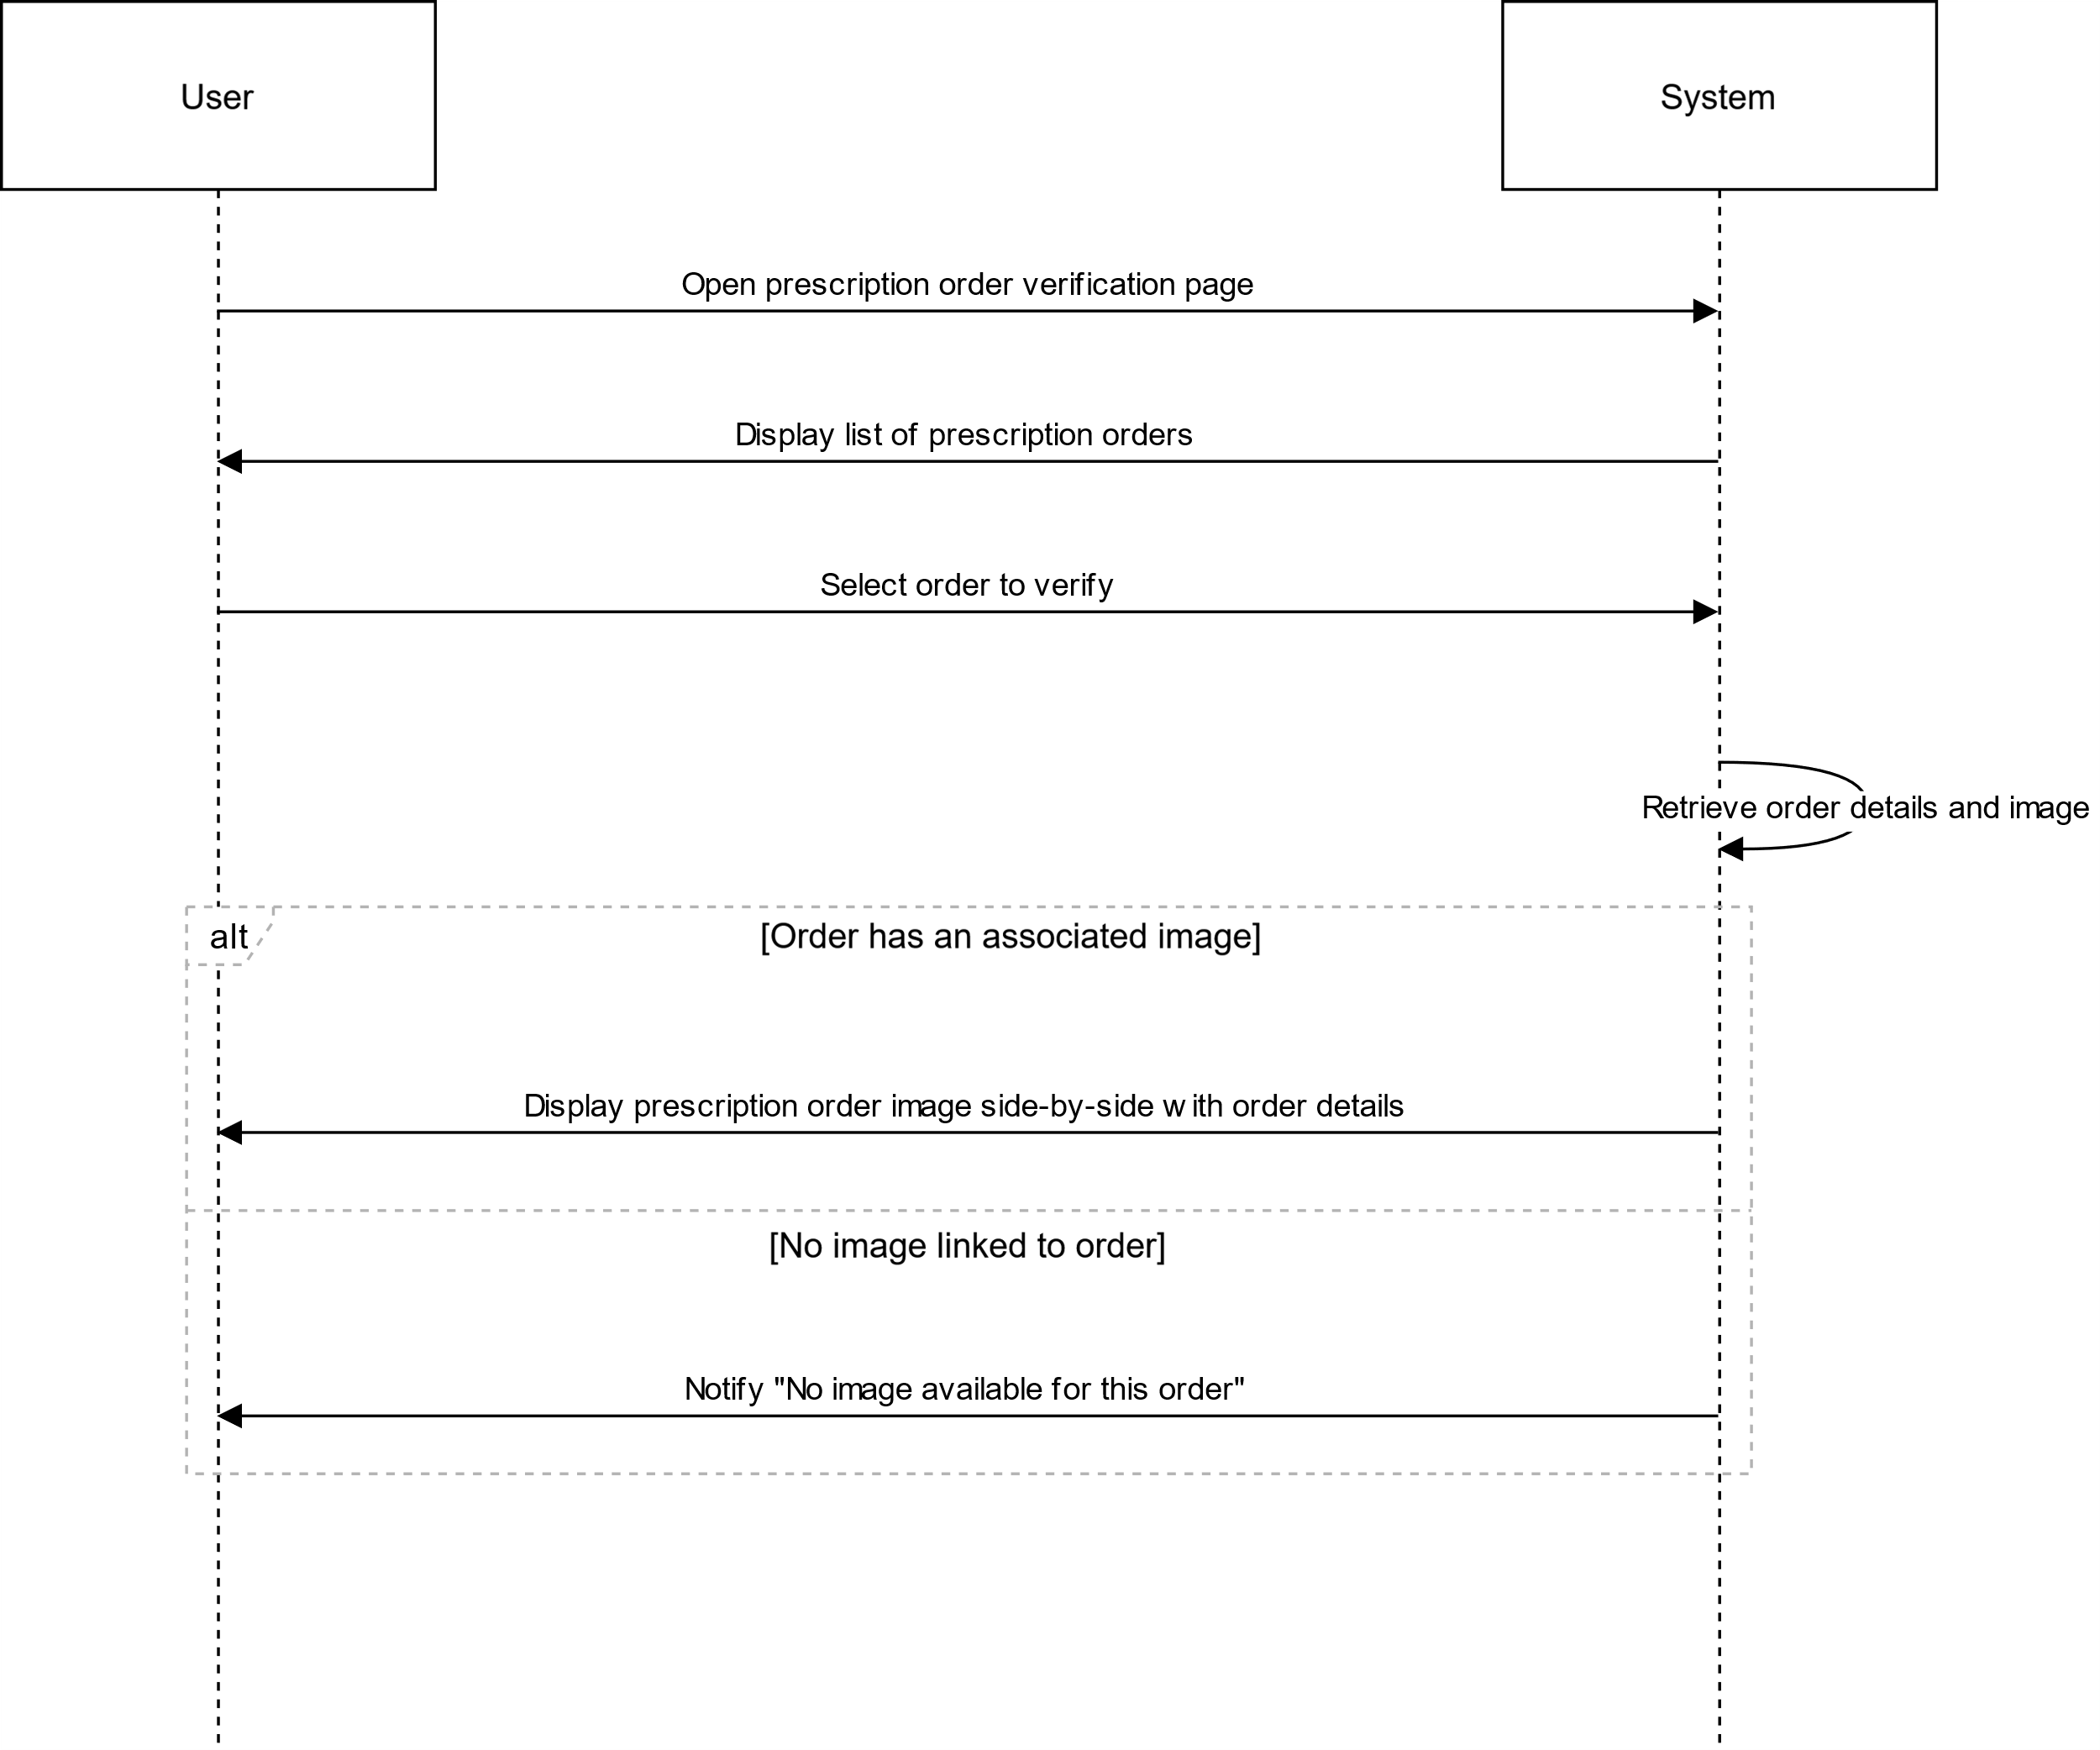 User
System
Open prescription order verification page
Display list of prescription orders
Select order to verify
Retrieve order details and image
alt
[Order has an associated image]
Display prescription order image side-by-side with order details
[No image linked to order]
Notify "No image available for this order"